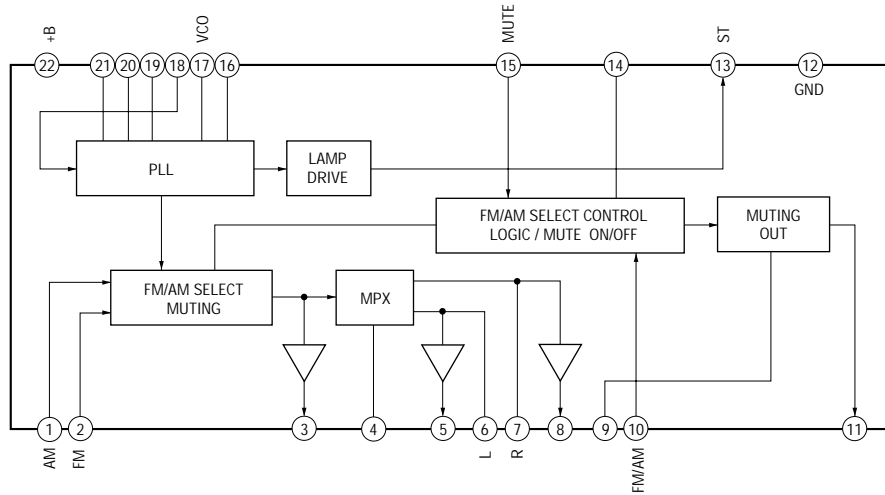 +B
VCO
MUTE
ST
22
21
20
19
18
17
16
15
14
13
12
GND
PLL
LAMP
DRIVE
FM/AM SELECT CONTROL
LOGIC / MUTE ON/OFF
MUTING
OUT
FM/AM SELECT
MUTING
MPX
1
2
3
4
5
6
7
8
9
10
11
AM
FM
L
R
FM/AM